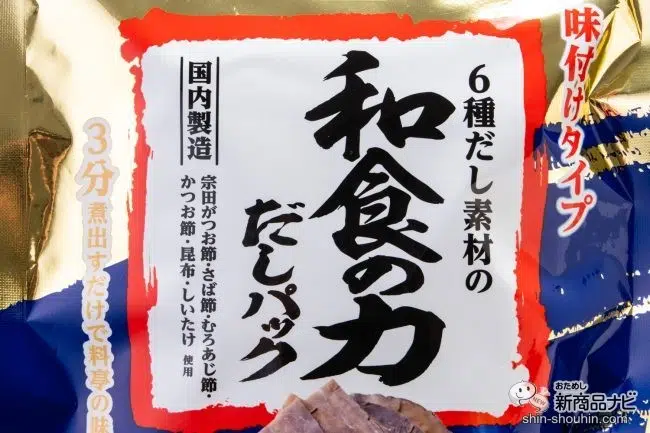 味付けタイプ
6種だし素材の
和食の力
だしパック
国内製造
宗田がつお節・さば節・むろあじ節・
かつお節・昆布・しいたけ 使用
3分煮出すだけで料亭の味
おためし
新商品ナビ
NEW
shin-shouhin.com